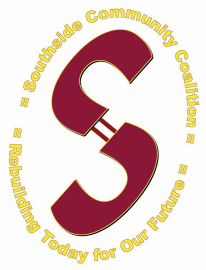 = Southside Community Coalition =
= Rebuilding Today for Our Future =
S